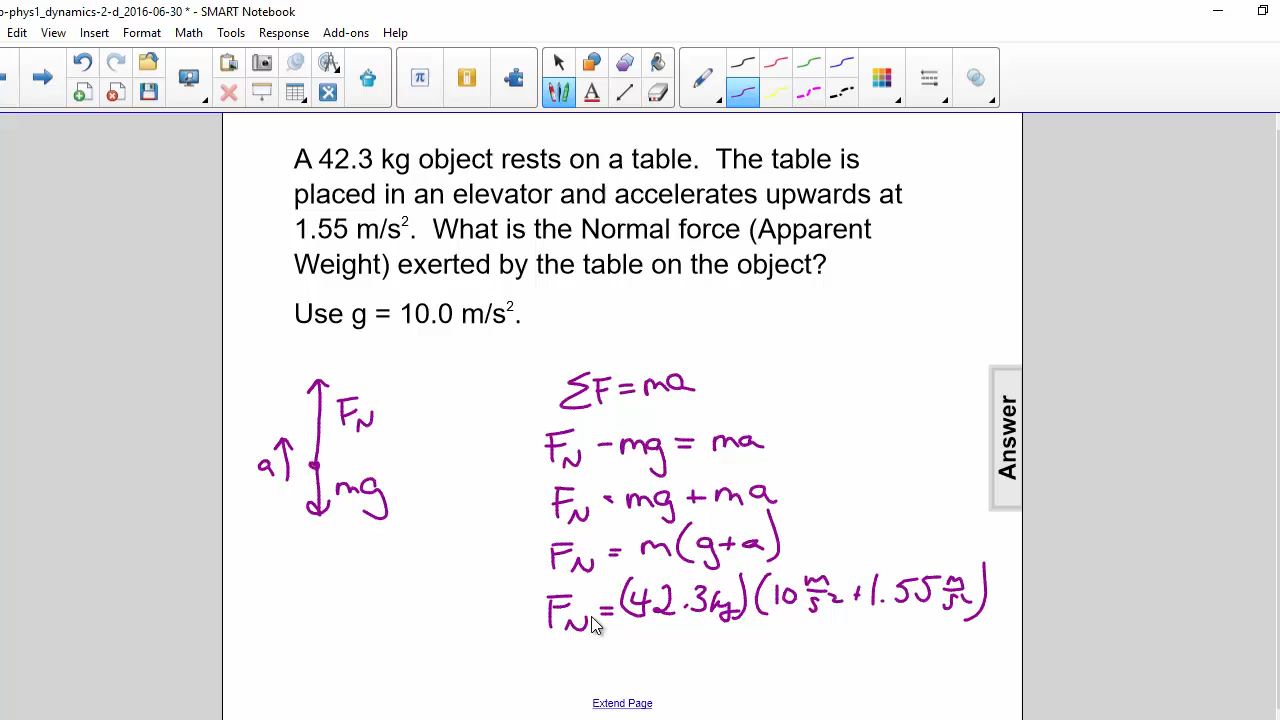 o-phys1_dynamics-2-d_2016-06-30 * - SMART Notebook
Edit View Insert Format Math Tools Response Add-ons Help
A 42.3 kg object rests on a table. The table is
placed in an elevator and accelerates upwards at
1.55 m/s². What is the Normal force (Apparent
Weight) exerted by the table on the object?
Use g = 10.0 m/s².
F_N
a
mg
ΣF = ma
F_N - mg = ma
F_N = mg + ma
F_N = m(g+a)
F_N = (42.3kg)(10 m/s² + 1.55 m/s²)
Answer
Extend Page